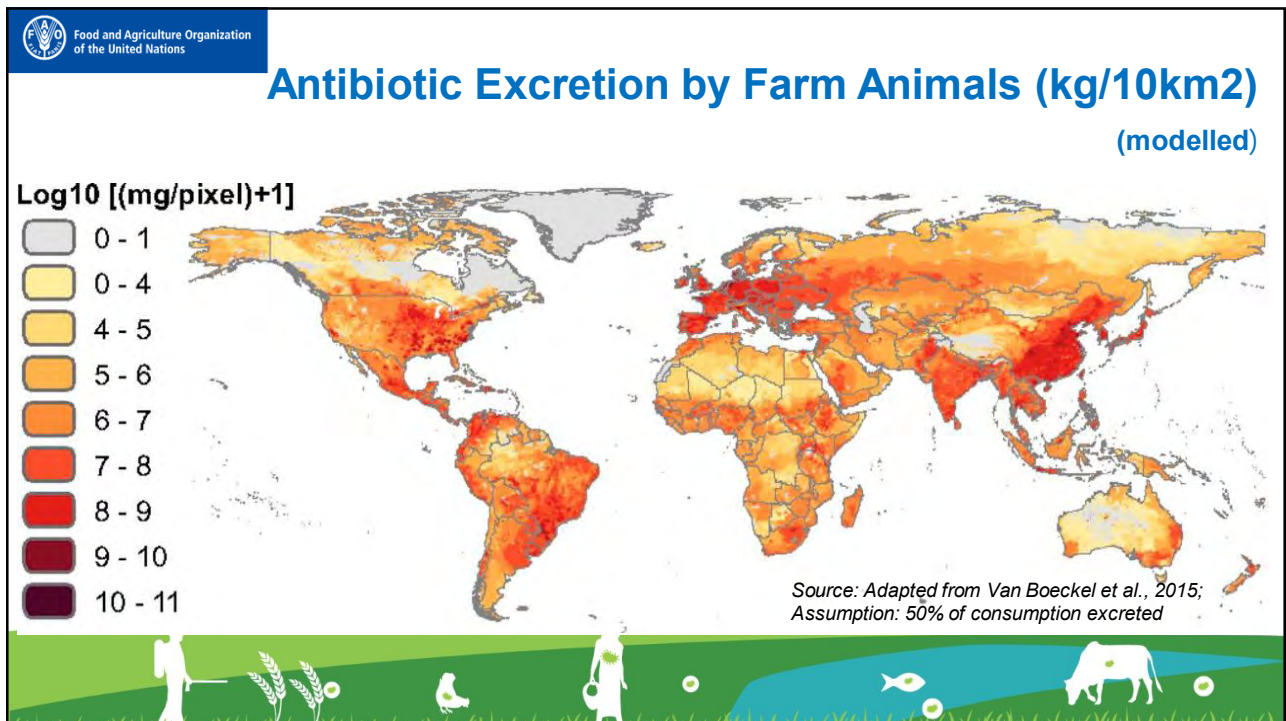 Food and Agriculture Organization
of the United Nations
Antibiotic Excretion by Farm Animals (kg/10km2)
(modelled)
Log10 [(mg/pixel)+1]
0 - 1
0 - 4
4 - 5
5 - 6
6 - 7
7 - 8
8 - 9
9 - 10
10 - 11
Source: Adapted from Van Boeckel et al., 2015;
Assumption: 50% of consumption excreted